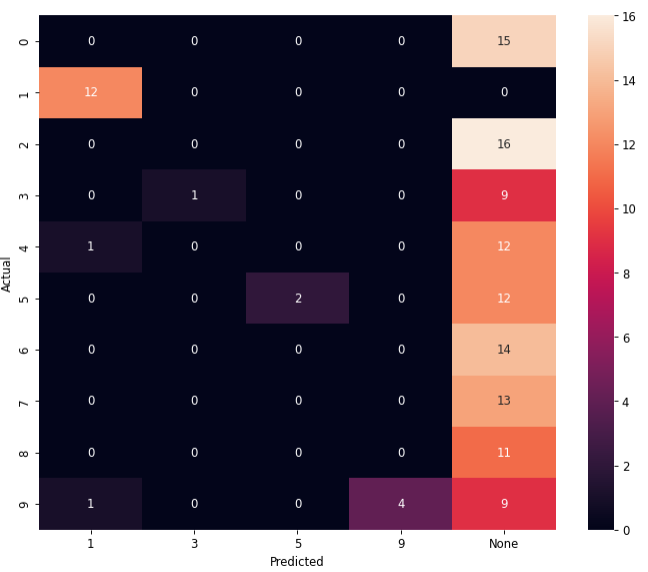 0 0 0 0 0 15
1 12 0 0 0 0
2 0 0 0 0 16
3 0 1 0 0 9
4 1 0 0 0 12
5 0 0 2 0 12
6 0 0 0 0 14
7 0 0 0 0 13
8 0 0 0 0 11
9 1 0 0 4 9
1 3 5 9 None
Predicted
Actual
16
14
12
10
8
6
4
2
0